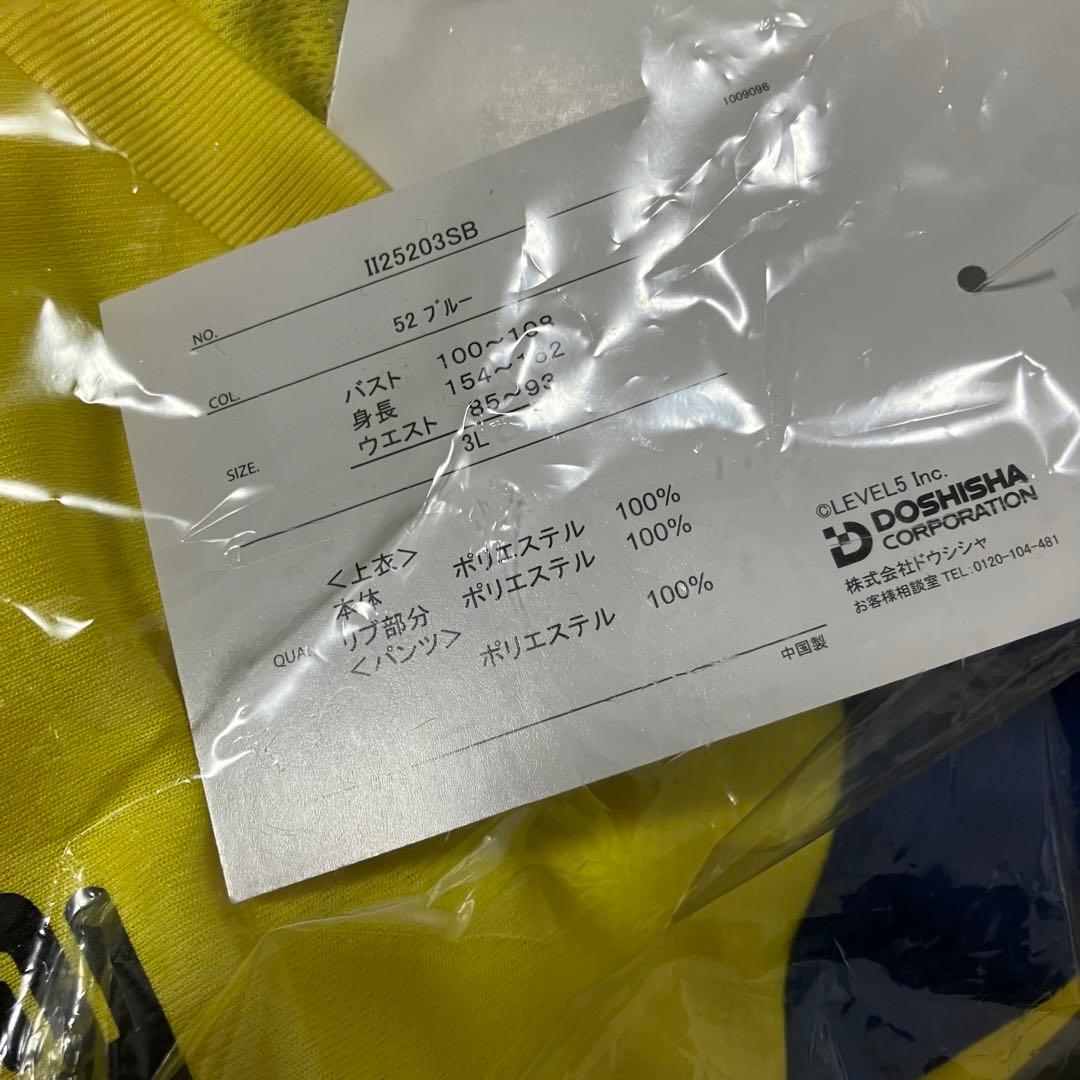 1009096
NO. II25203SB
COL. 52 ブルー
SIZE. バスト 100～108
身長 154～162
ウエスト 85～93
3L
QUAL <上衣>
本体 ポリエステル 100%
リブ部分 ポリエステル 100%
<パンツ>
ポリエステル 100%
中国製
©LEVEL5 Inc.
DOSHISHA
CORPORATION
株式会社ドウシシャ
お客様相談室 TEL:0120-104-481